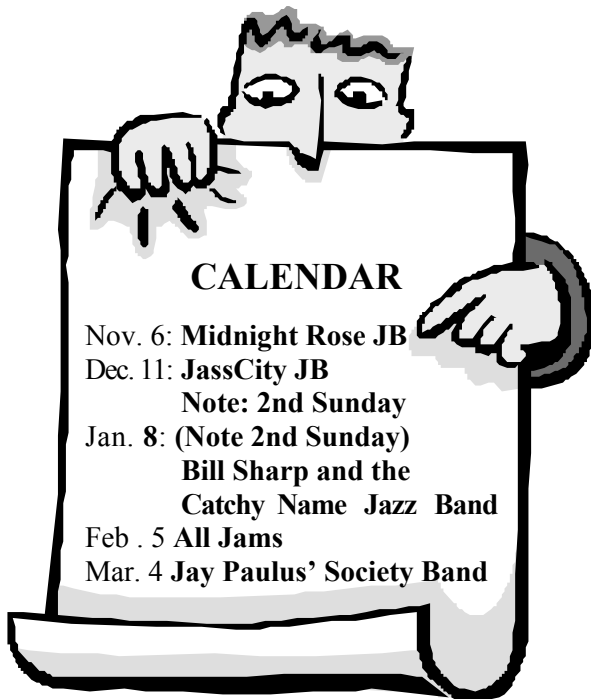 CALENDAR
Nov. 6: Midnight Rose JB
Dec. 11: JassCity JB
Note: 2nd Sunday
Jan. 8: (Note 2nd Sunday)
Bill Sharp and the
Catchy Name Jazz Band
Feb . 5 All Jams
Mar. 4 Jay Paulus’ Society Band